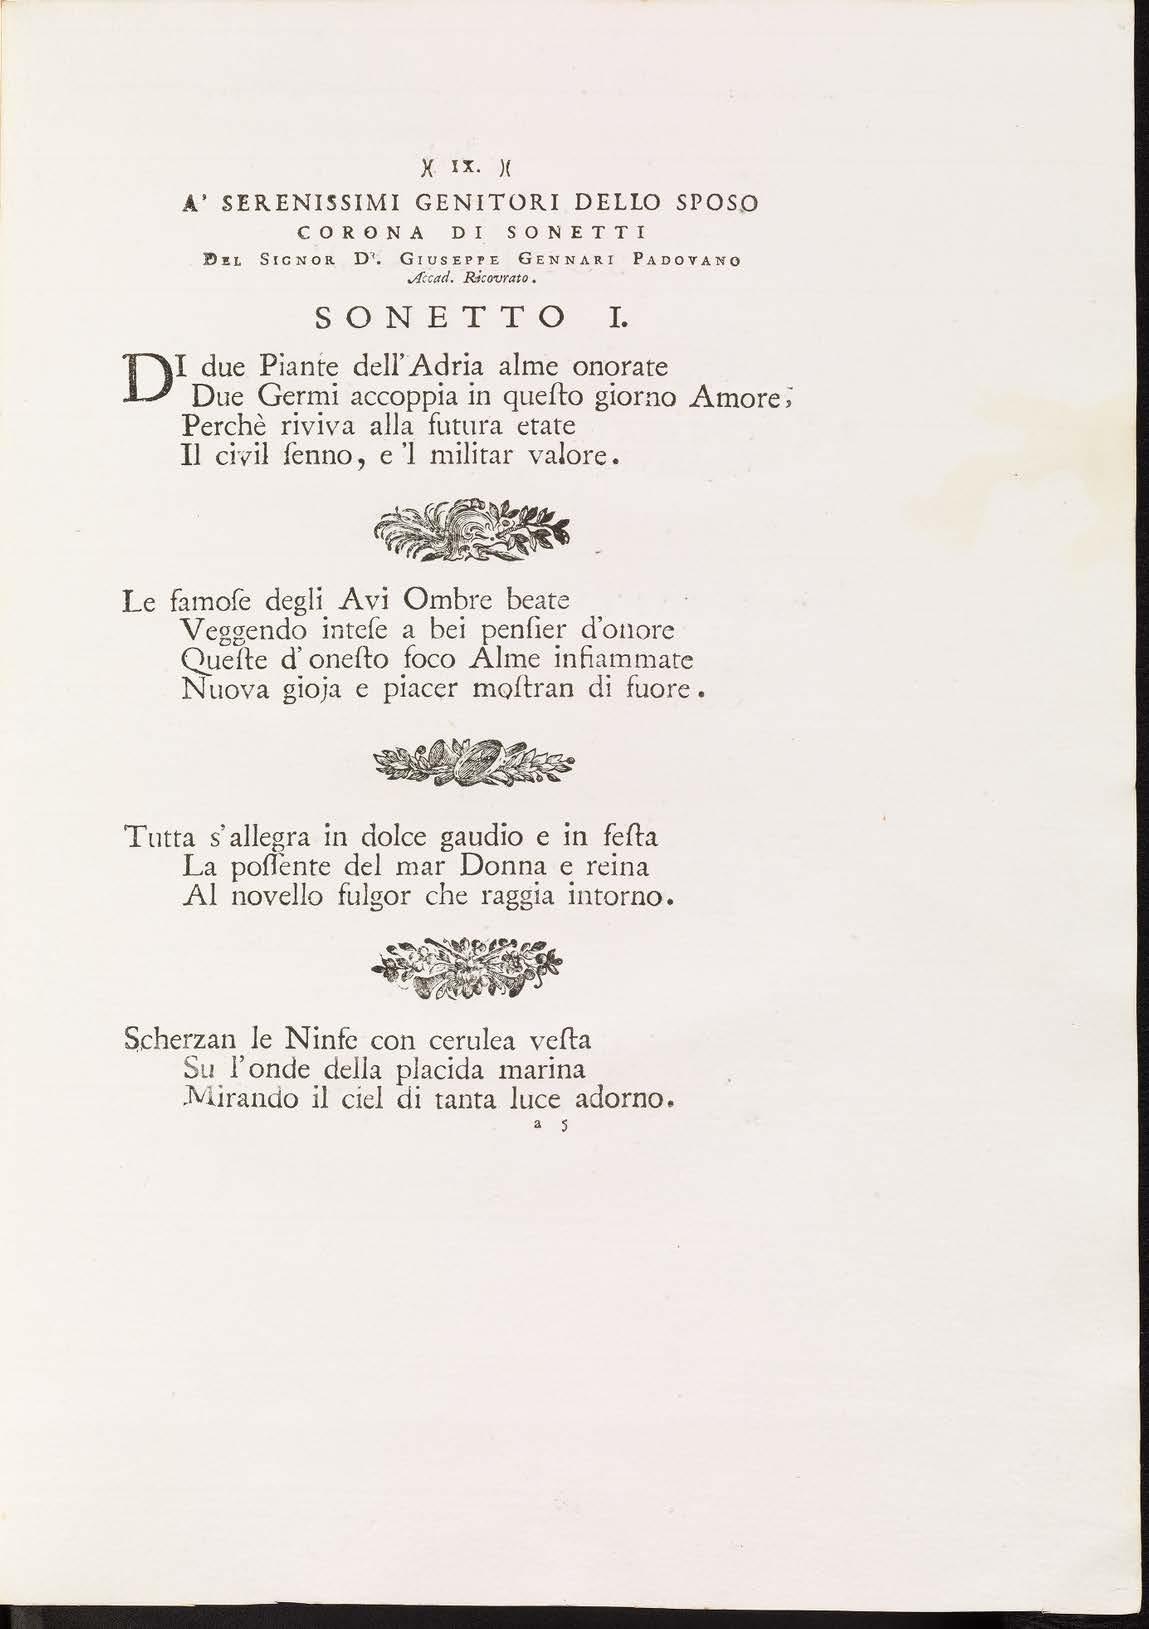 )( IX. )(
A' SERENISSIMI GENITORI DELLO SPOSO
CORONA DI SONETTI
DEL SIGNOR Dr. GIUSEPPE GENNARI PADOVANO
Accad. Ricovrato.
SONETTO I.
DI due Piante dell' Adria alme onorate
Due Germi accoppia in queſto giorno Amore;
Perchè riviva alla futura etate
Il civil ſenno, e 'l militar valore.
Le famoſe degli Avi Ombre beate
Veggendo inteſe a bei penſier d'onore
Queſte d' oneſto foco Alme infiammate
Nuova gioja e piacer moſtran di fuore.
Tutta s'allegra in dolce gaudio e in feſta
La poſſente del mar Donna e reina
Al novello fulgor che raggia intorno.
Scherzan le Ninfe con cerulea veſta
Su l'onde della placida marina
Mirando il ciel di tanta luce adorno.
a 5